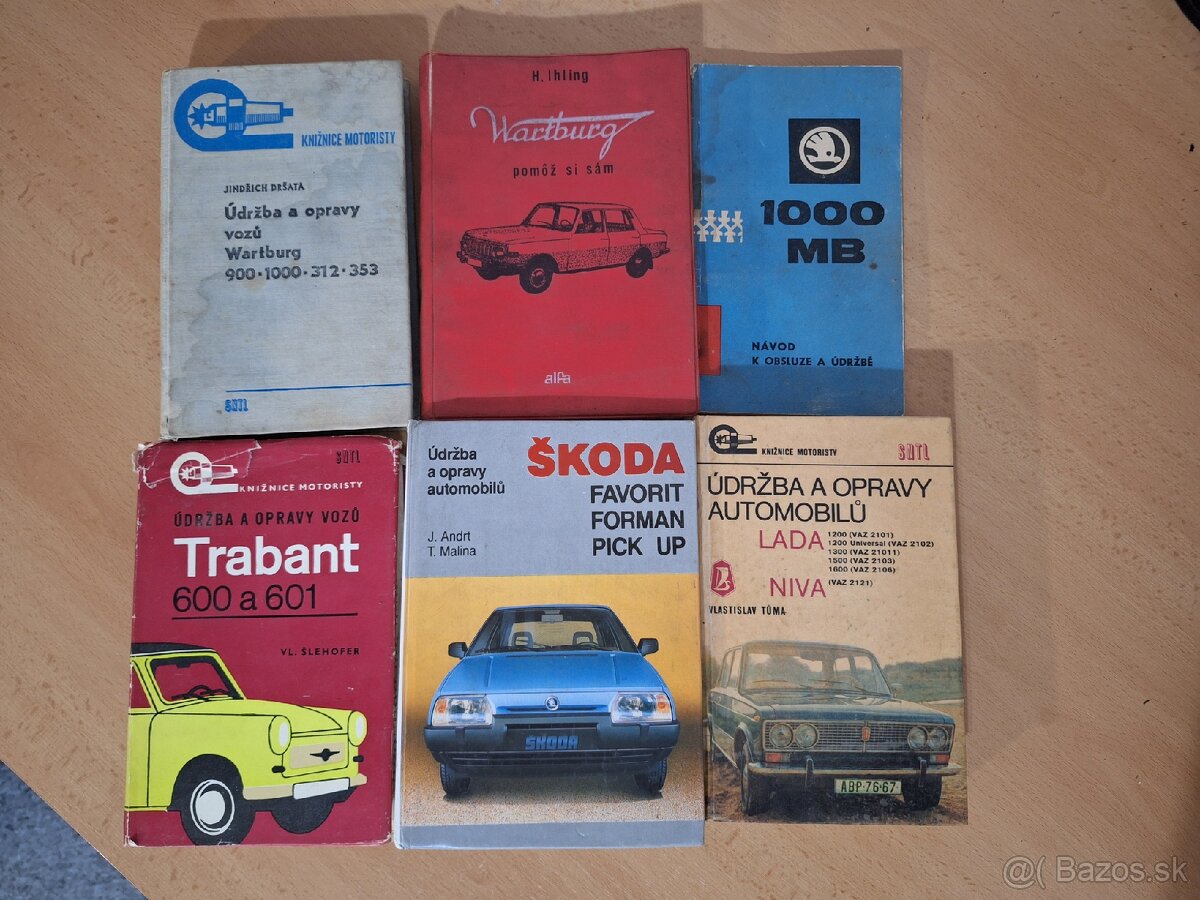 KNIŽNICE MOTORISTY
JINDŘICH DRŠATA
Údržba a opravy
vozů
Wartburg
900·1000·312·353
SNTL
H. Ihling
Wartburg
pomôž si sám
alfa
1000
MB
NÁVOD
K OBSLUZE A ÚDRŽBĚ
SNTL
KNIŽNICE MOTORISTY
ÚDRŽBA A OPRAVY VOZŮ
Trabant
600 a 601
VL. ŠLEHOFER
Údržba
a opravy
automobilů
ŠKODA
FAVORIT
FORMAN
PICK UP
J. Andrt
T. Malina
ŠKODA
KNIŽNICE MOTORISTY
SNTL
ÚDRŽBA A OPRAVY
AUTOMOBILŮ
LADA
1200 (VAZ 2101)
1200 Universal (VAZ 2102)
1300 (VAZ 21011)
1500 (VAZ 2103)
1600 (VAZ 2106)
NIVA (VAZ 2121)
VLASTISLAV TŮMA
ABP·76·67
@( Bazos.sk